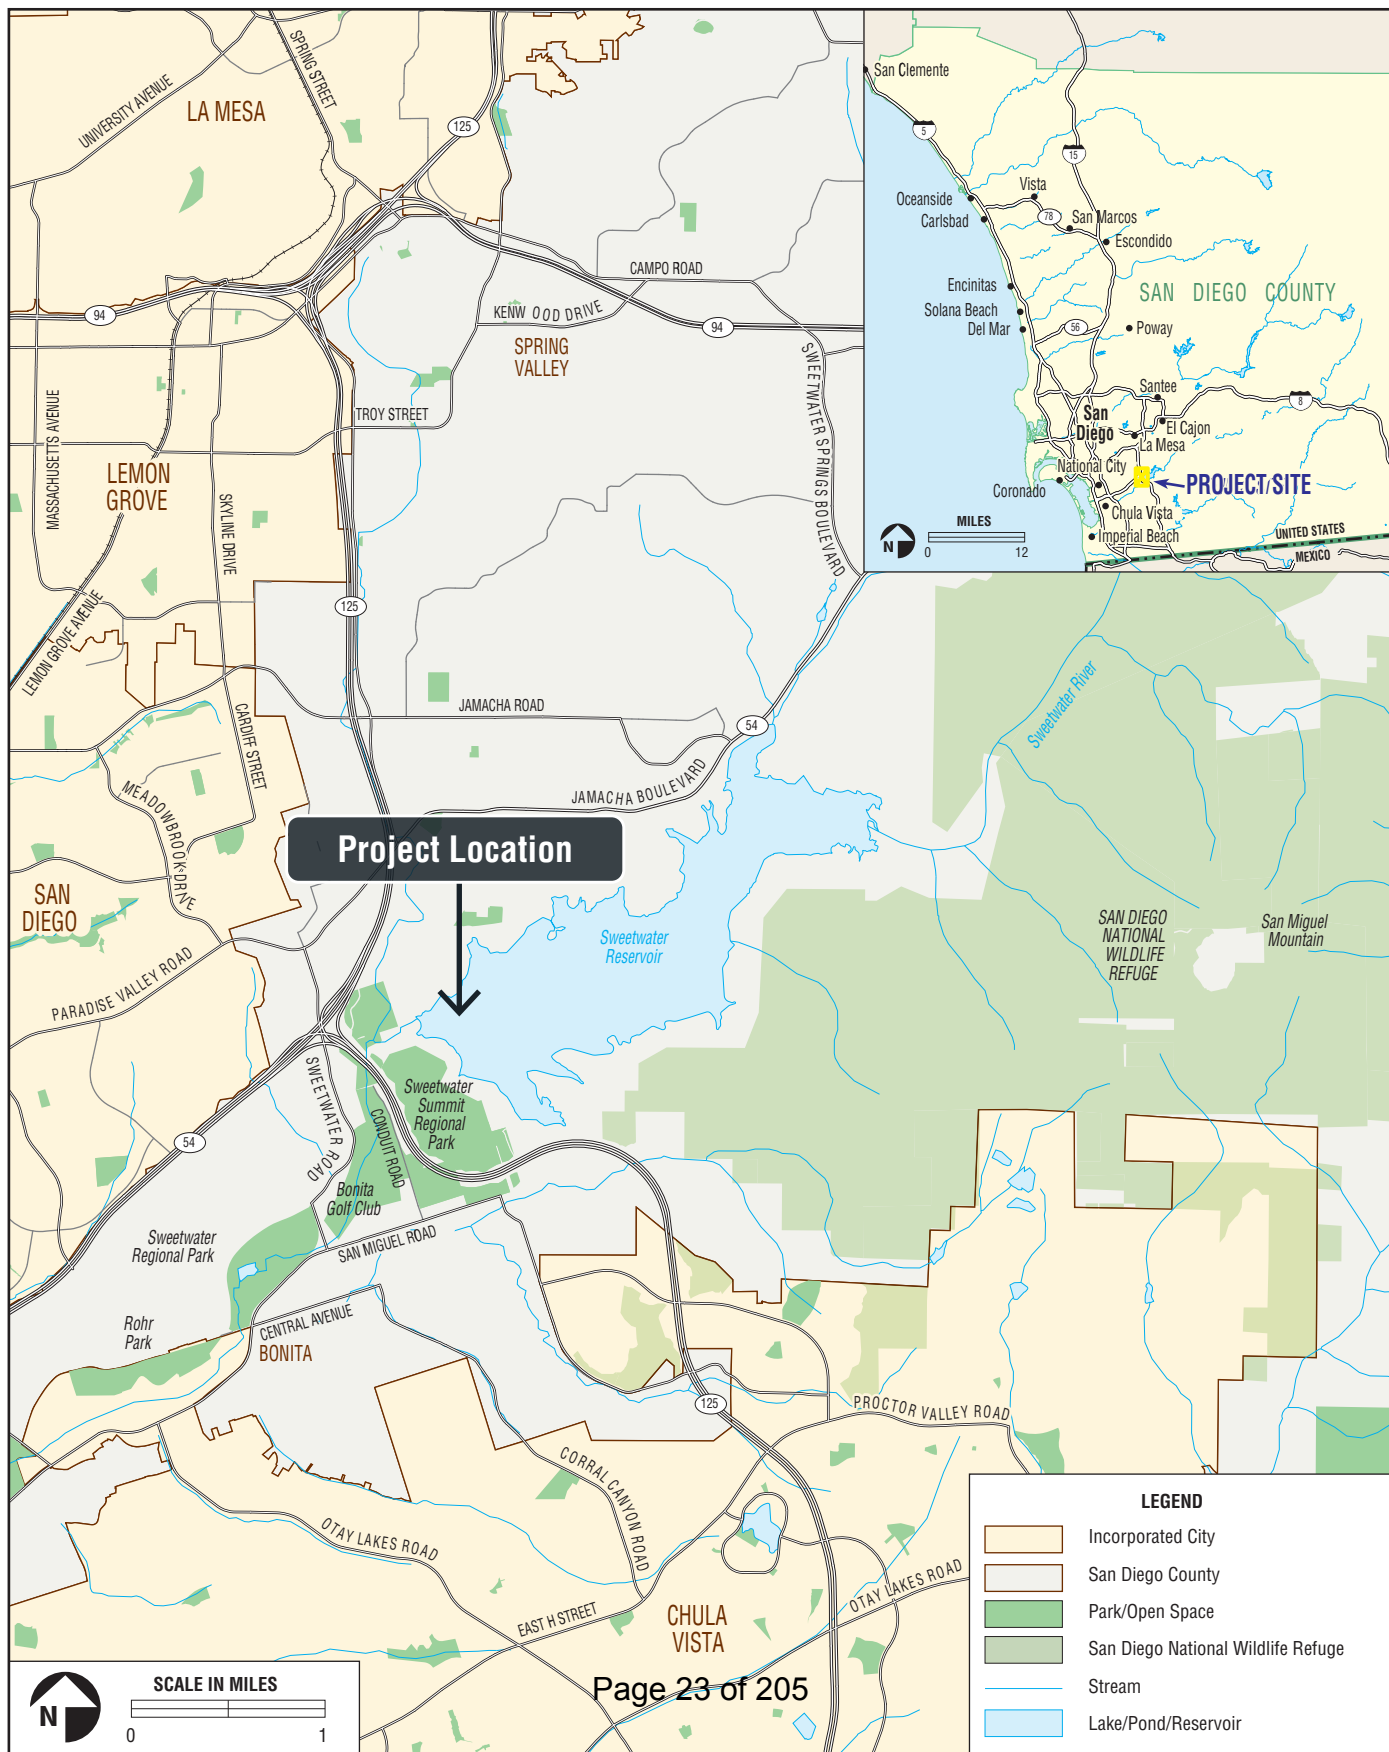 SPRING STREET
UNIVERSITY AVENUE
LA MESA
125
94
CAMPO ROAD
KENW OOD DRIVE
94
SPRING
VALLEY
SWEETWATER SPRINGS BOULEVARD
TROY STREET
MASSACHUSETTS AVENUE
LEMON
GROVE
SKYLINE DRIVE
LEMON GROVE AVENUE
125
JAMACHA ROAD
54
CARDIFF STREET
JAMACHA BOULEVARD
MEADOWBROOK DRIVE
Project Location
SAN
DIEGO
PARADISE VALLEY ROAD
Sweetwater
Reservoir
Sweetwater River
SAN DIEGO
NATIONAL
WILDLIFE
REFUGE
San Miguel
Mountain
SWEETWATER ROAD
Sweetwater
Summit
Regional
Park
CONDUIT ROAD
54
Bonita
Golf Club
Sweetwater
Regional Park
SAN MIGUEL ROAD
Rohr
Park
CENTRAL AVENUE
BONITA
125
PROCTOR VALLEY ROAD
CORRAL CANYON ROAD
OTAY LAKES ROAD
EAST H STREET
CHULA
VISTA
OTAY LAKES ROAD
San Clemente
5
15
Oceanside
Vista
Carlsbad
78
San Marcos
Escondido
Encinitas
SAN DIEGO COUNTY
Solana Beach
Del Mar
56
Poway
Santee
8
San
Diego
El Cajon
La Mesa
National City
Coronado
PROJECT SITE
Chula Vista
Imperial Beach
N
MILES
0 12
UNITED STATES
MEXICO
LEGEND
Incorporated City
San Diego County
Park/Open Space
San Diego National Wildlife Refuge
Stream
Lake/Pond/Reservoir
N
SCALE IN MILES
0 1
Page 23 of 205